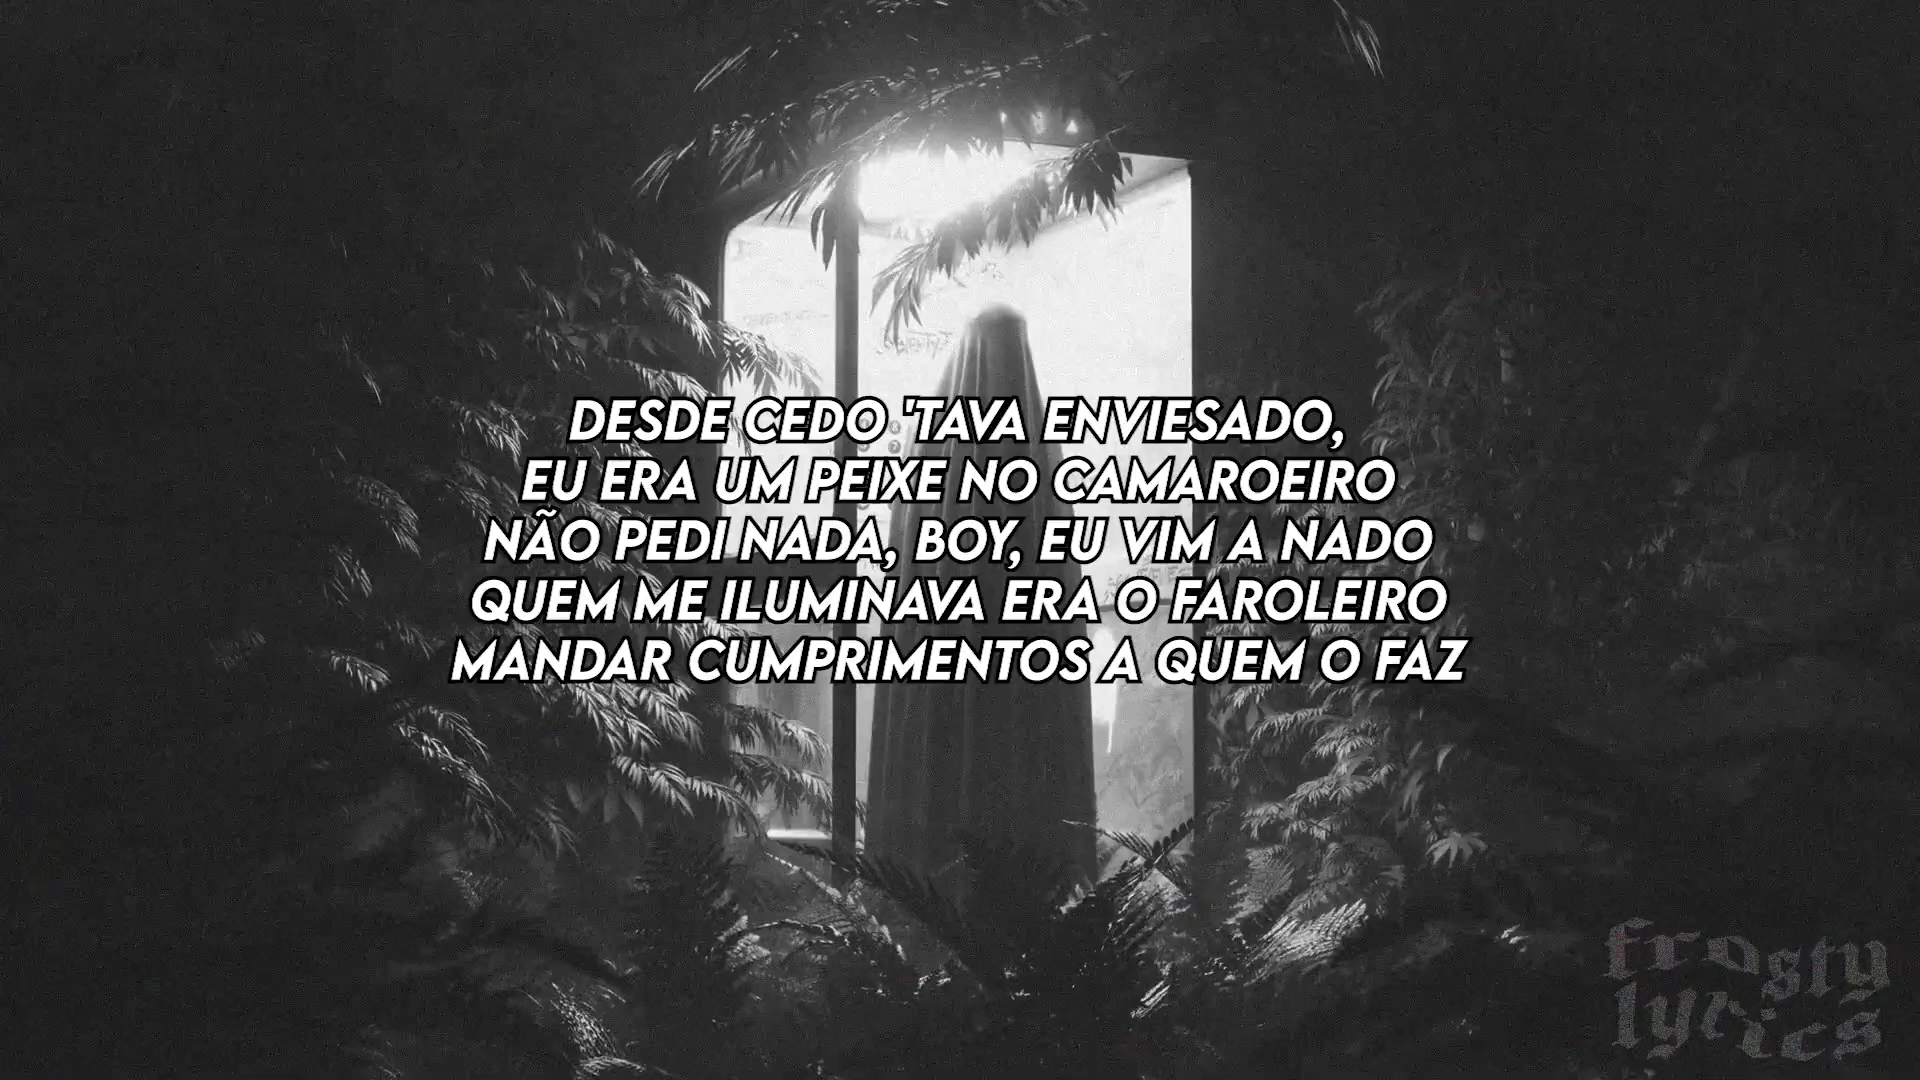 DESDE CEDO 'TAVA ENVIESADO,
EU ERA UM PEIXE NO CAMAROEIRO
NÃO PEDI NADA, BOY, EU VIM A NADO
QUEM ME ILUMINAVA ERA O FAROLEIRO
MANDAR CUMPRIMENTOS A QUEM O FAZ
frosty
lyrics